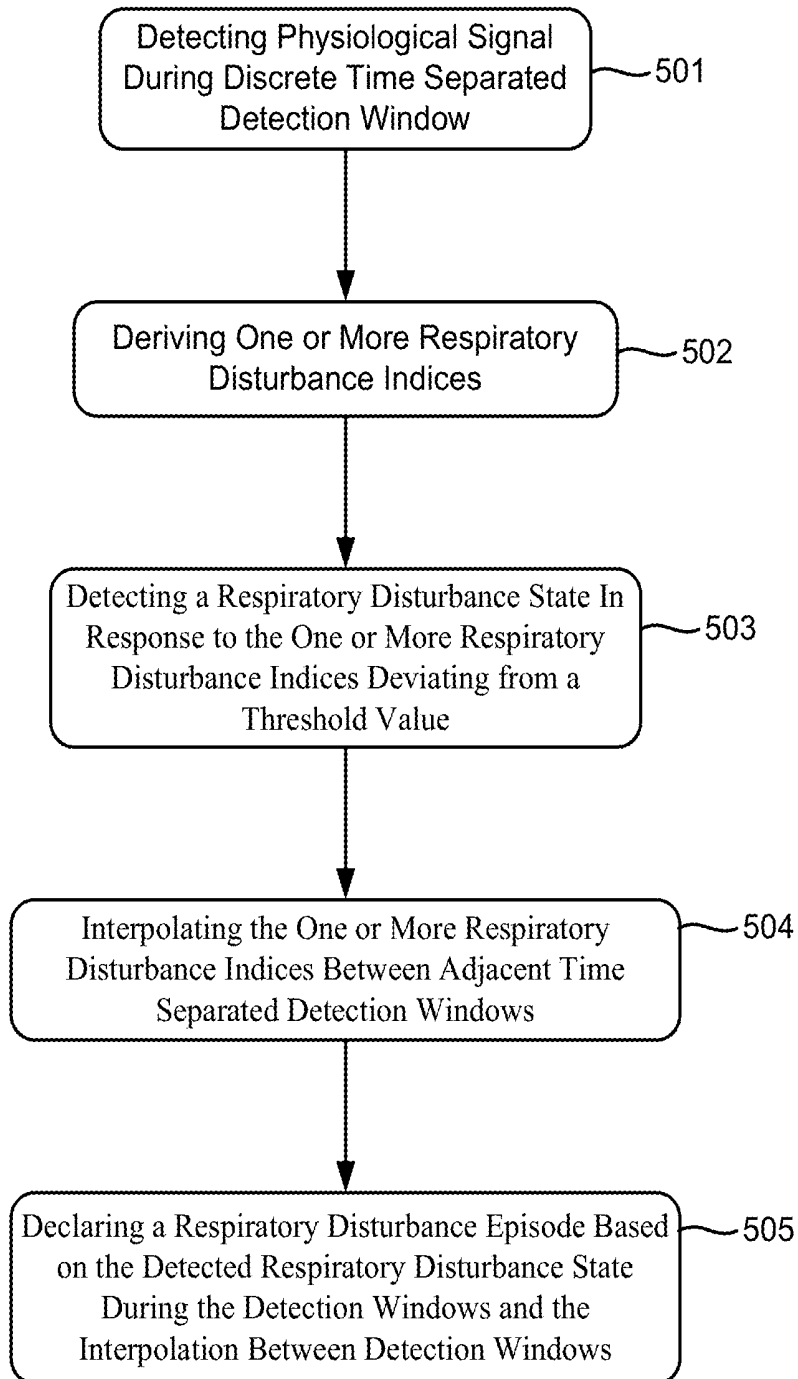 Detecting Physiological Signal
During Discrete Time Separated
Detection Window
501
Deriving One or More Respiratory
Disturbance Indices
502
Detecting a Respiratory Disturbance State In
Response to the One or More Respiratory
Disturbance Indices Deviating from a
Threshold Value
503
Interpolating the One or More Respiratory
Disturbance Indices Between Adjacent Time
Separated Detection Windows
504
Declaring a Respiratory Disturbance Episode Based
on the Detected Respiratory Disturbance State
During the Detection Windows and the
Interpolation Between Detection Windows
505